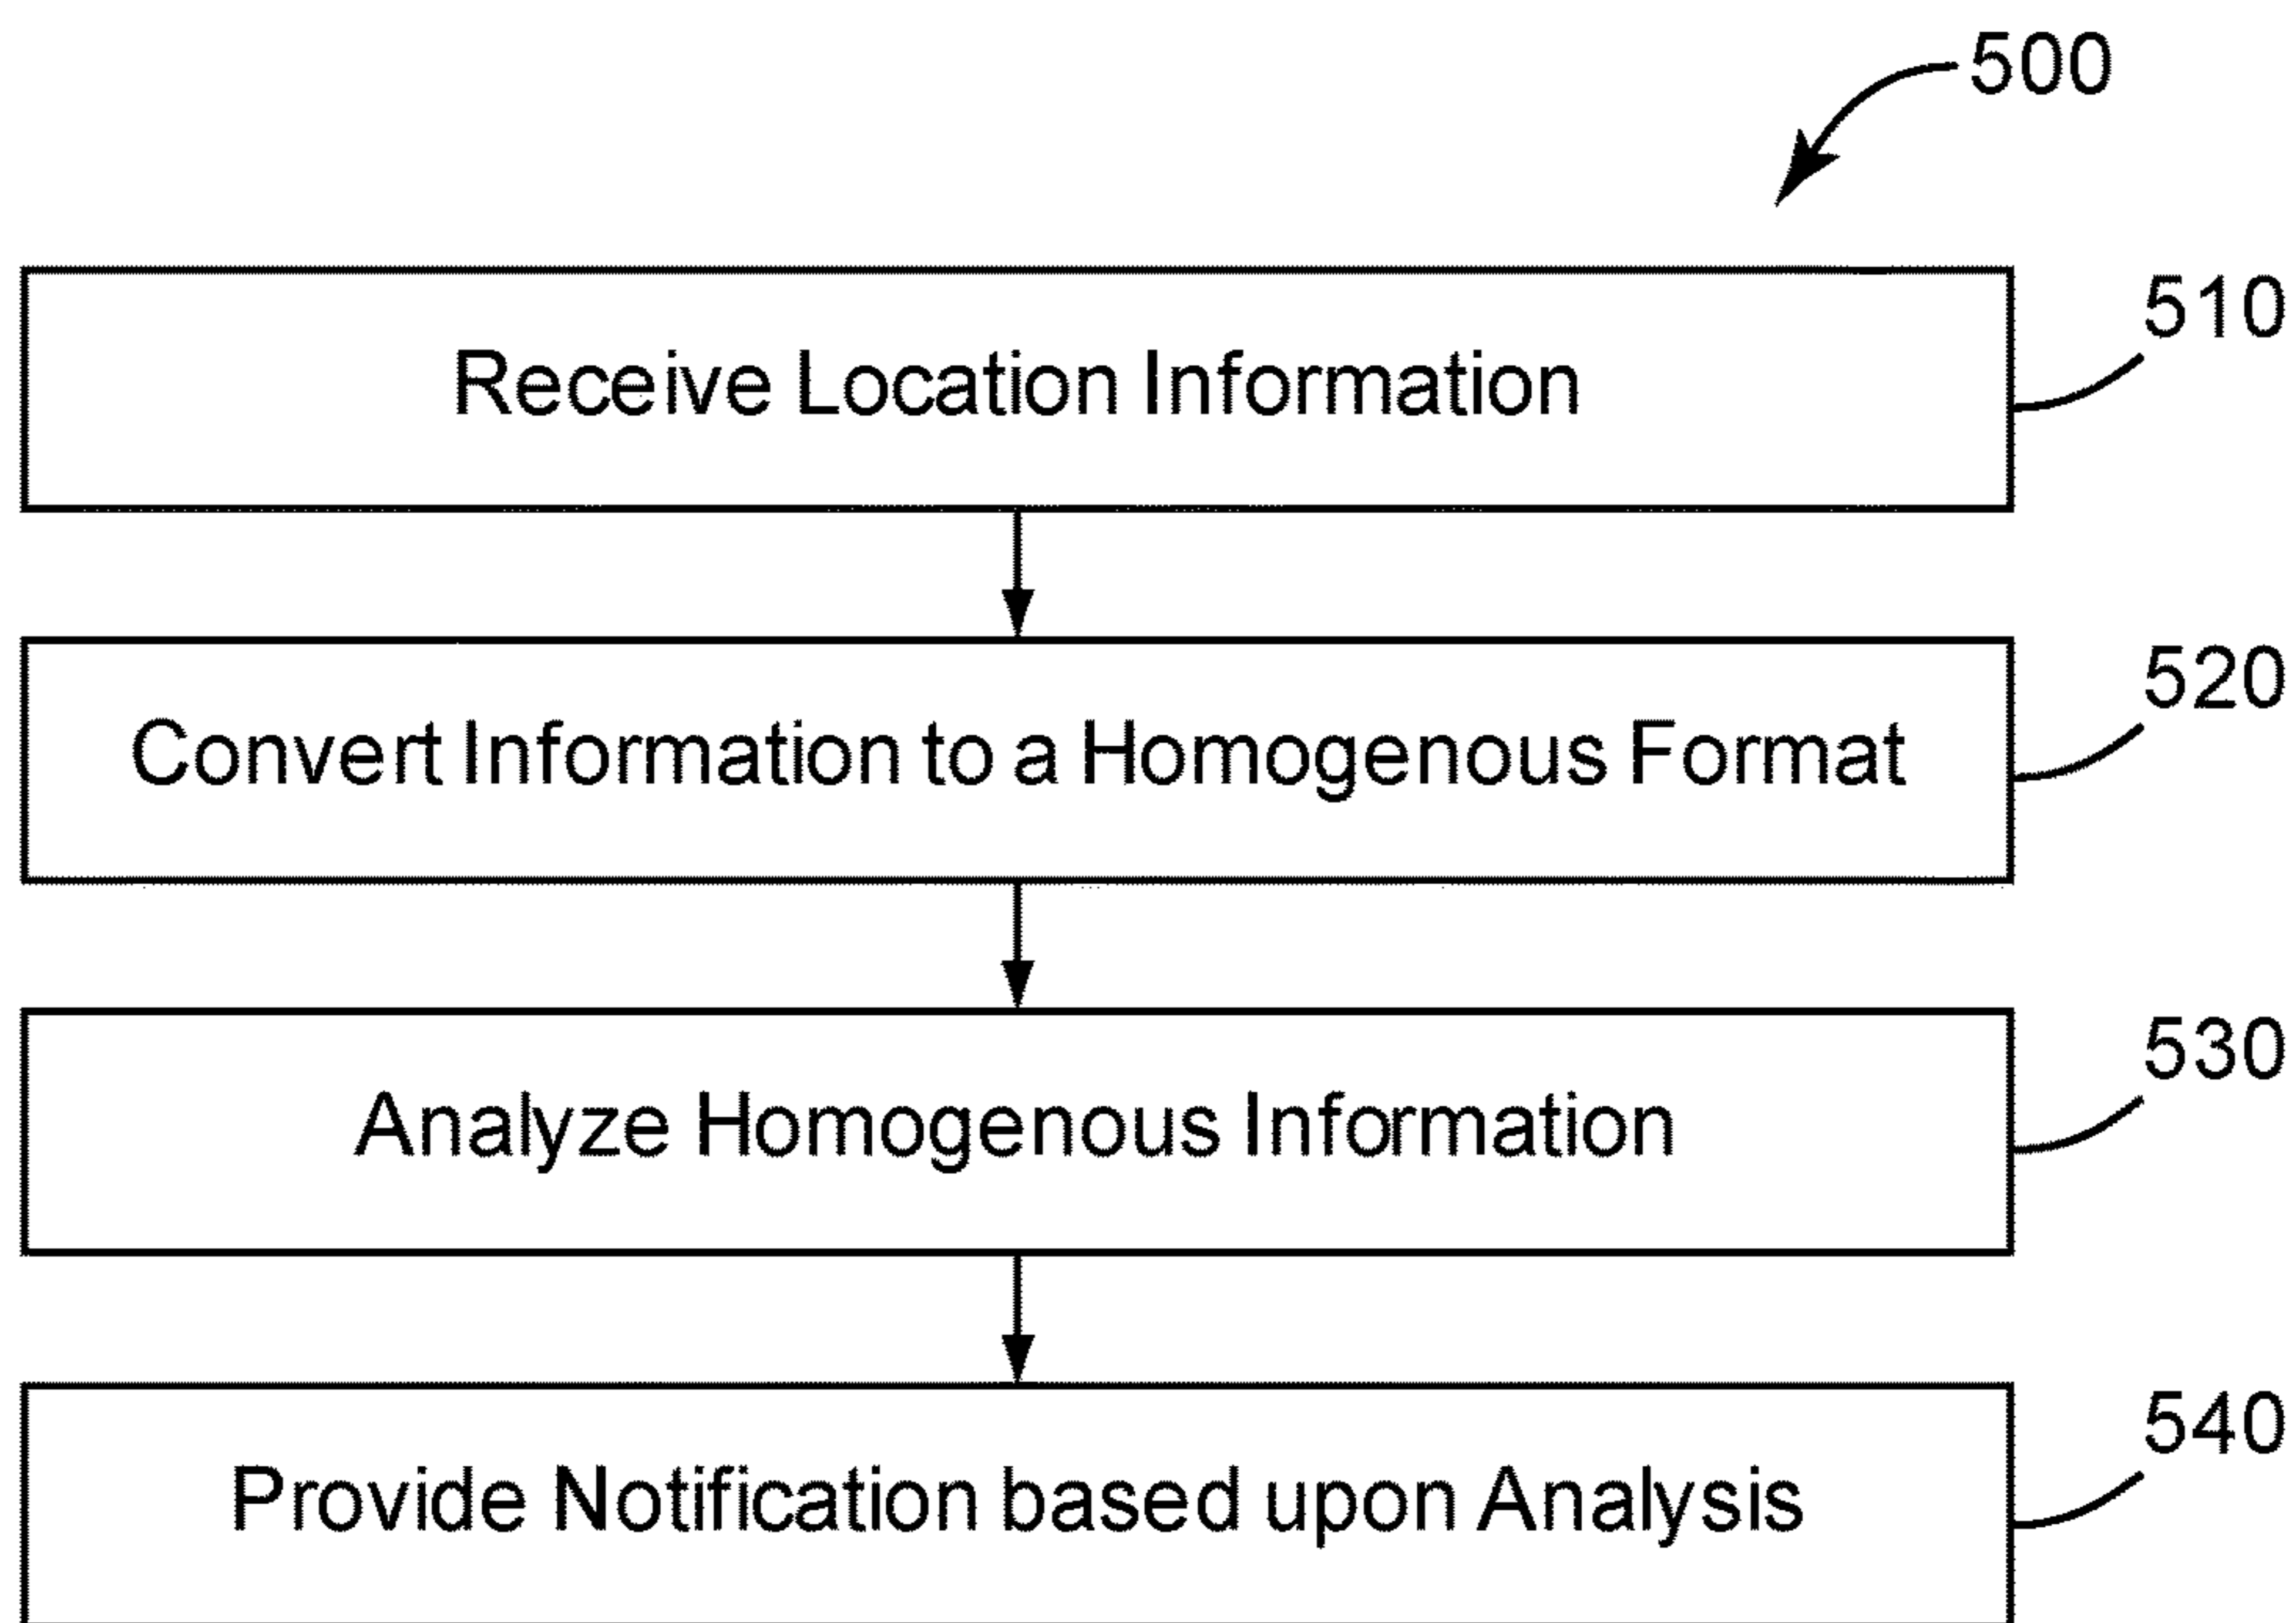 500
Receive Location Information
510
Convert Information to a Homogenous Format
520
Analyze Homogenous Information
530
Provide Notification based upon Analysis
540